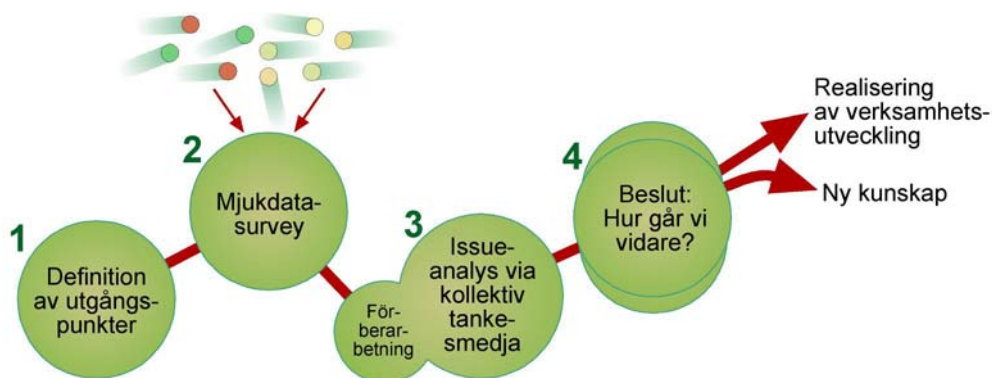 1
Definition
av utgångs-
punkter
2
Mjukdata-
survey
För-
berar-
betning
3
Issue-
analys via
kollektiv
tanke-
smedja
4
Beslut:
Hur går vi
vidare?
Realisering
av verksamhets-
utveckling
Ny kunskap